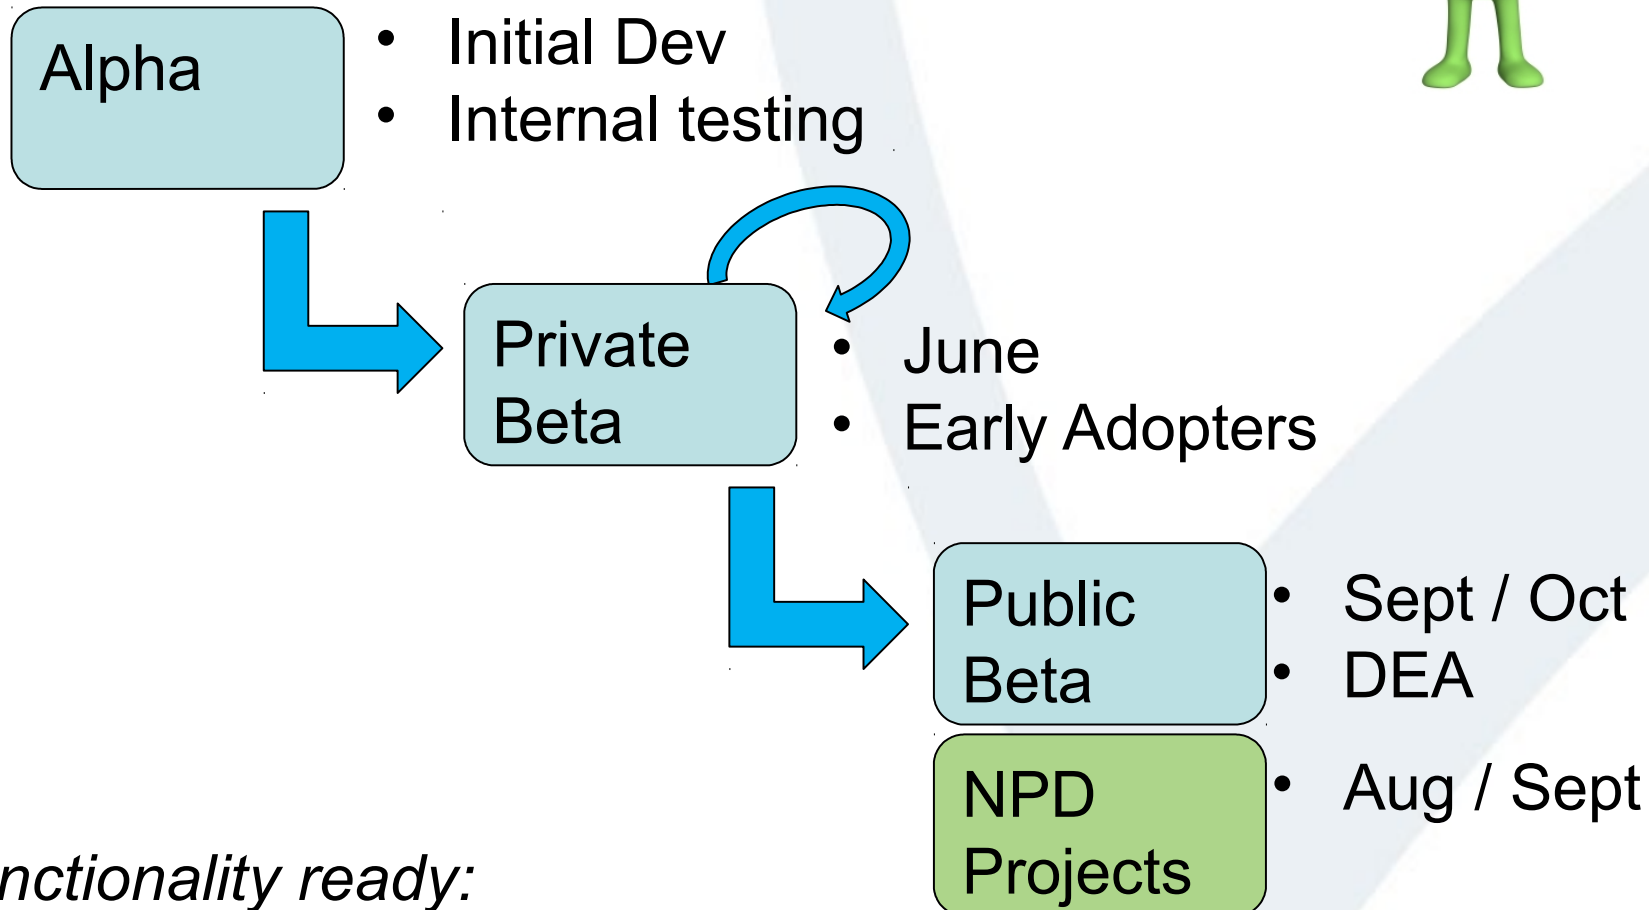 Alpha
• Initial Dev
• Internal testing
Private
Beta
• June
• Early Adopters
Public
Beta
• Sept / Oct
• DEA
NPD
Projects
• Aug / Sept
nctionality ready: